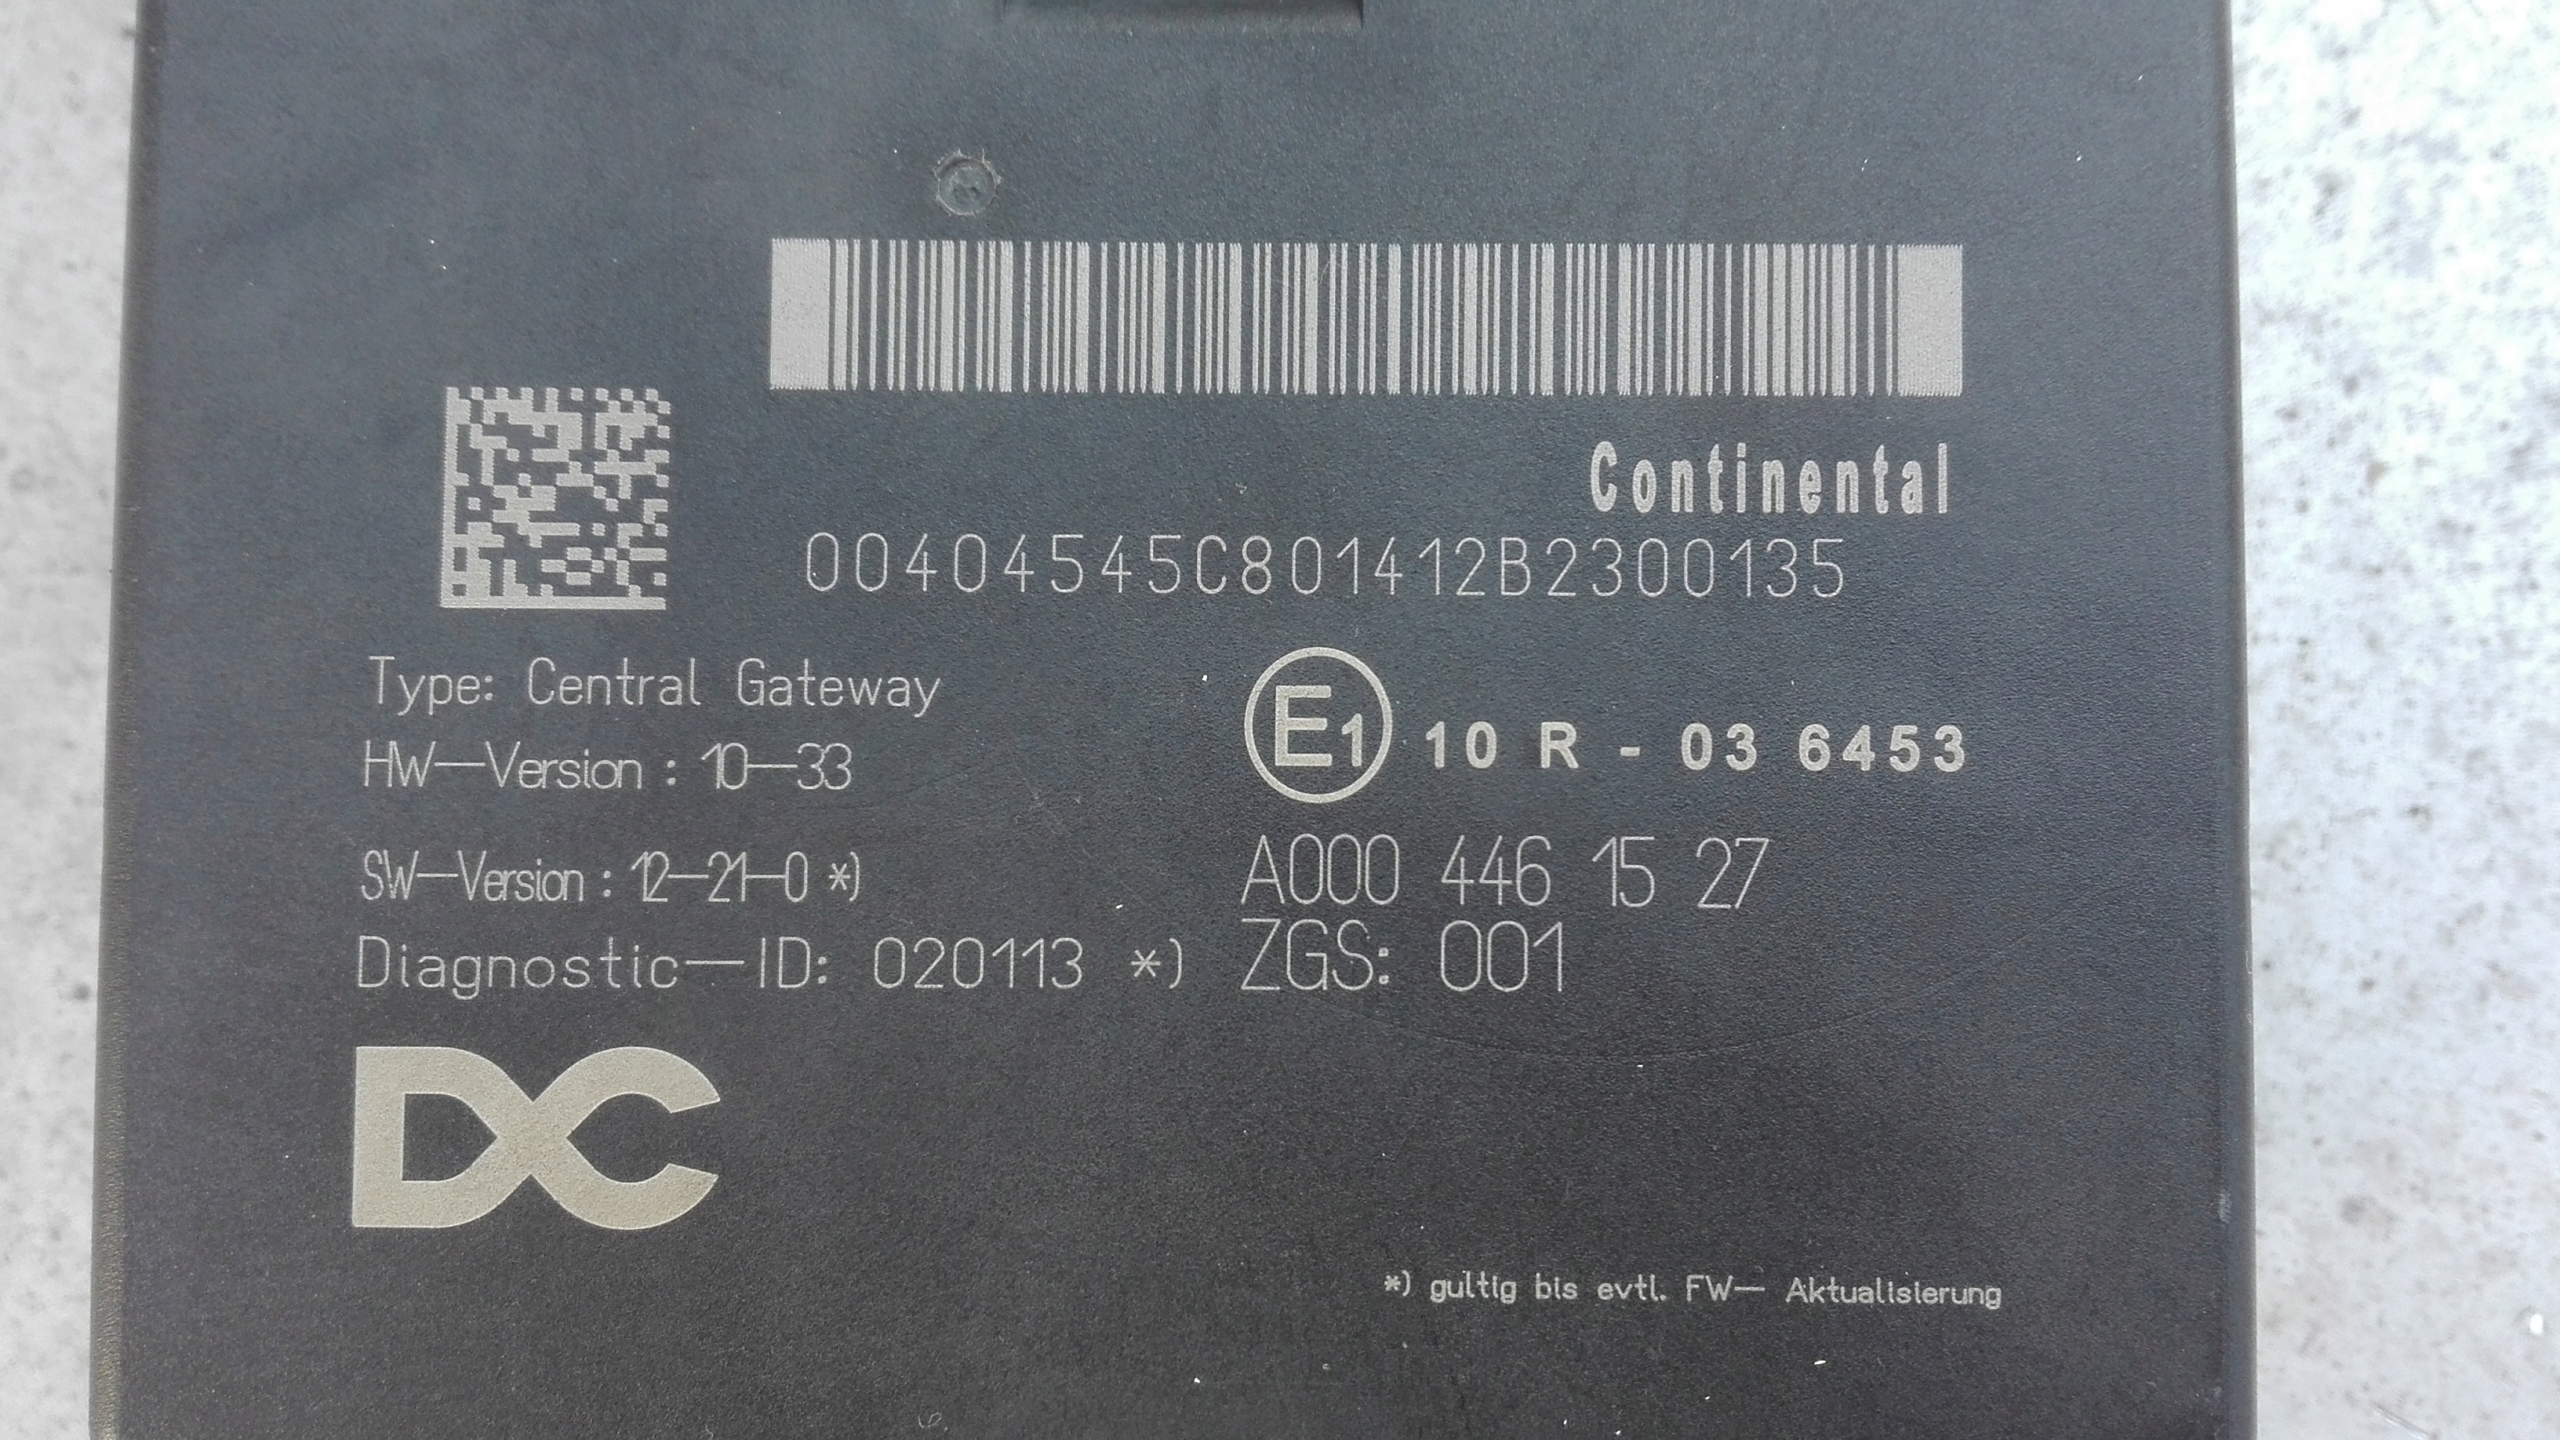 Continental
00404545C801412B2300135
Type: Central Gateway
HW-Version : 10-33
E1 10 R - 03 6453
SW-Version : 12-21-0 *)
A000 446 15 27
Diagnostic-ID: 020113 *)
ZGS: 001
DC
*) gultig bis evtl. FW- Aktualisierung